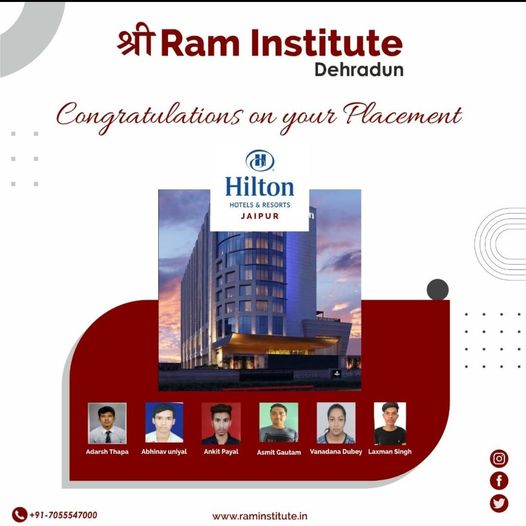 श्री Ram Institute
Dehradun
Congratulations on your Placement
Hilton
HOTELS & RESORTS
JAIPUR
Adarsh Thapa
Abhinav uniyal
Ankit Payal
Asmit Gautam
Vanadana Dubey
Laxman Singh
+91-7055547000
www.raminstitute.in